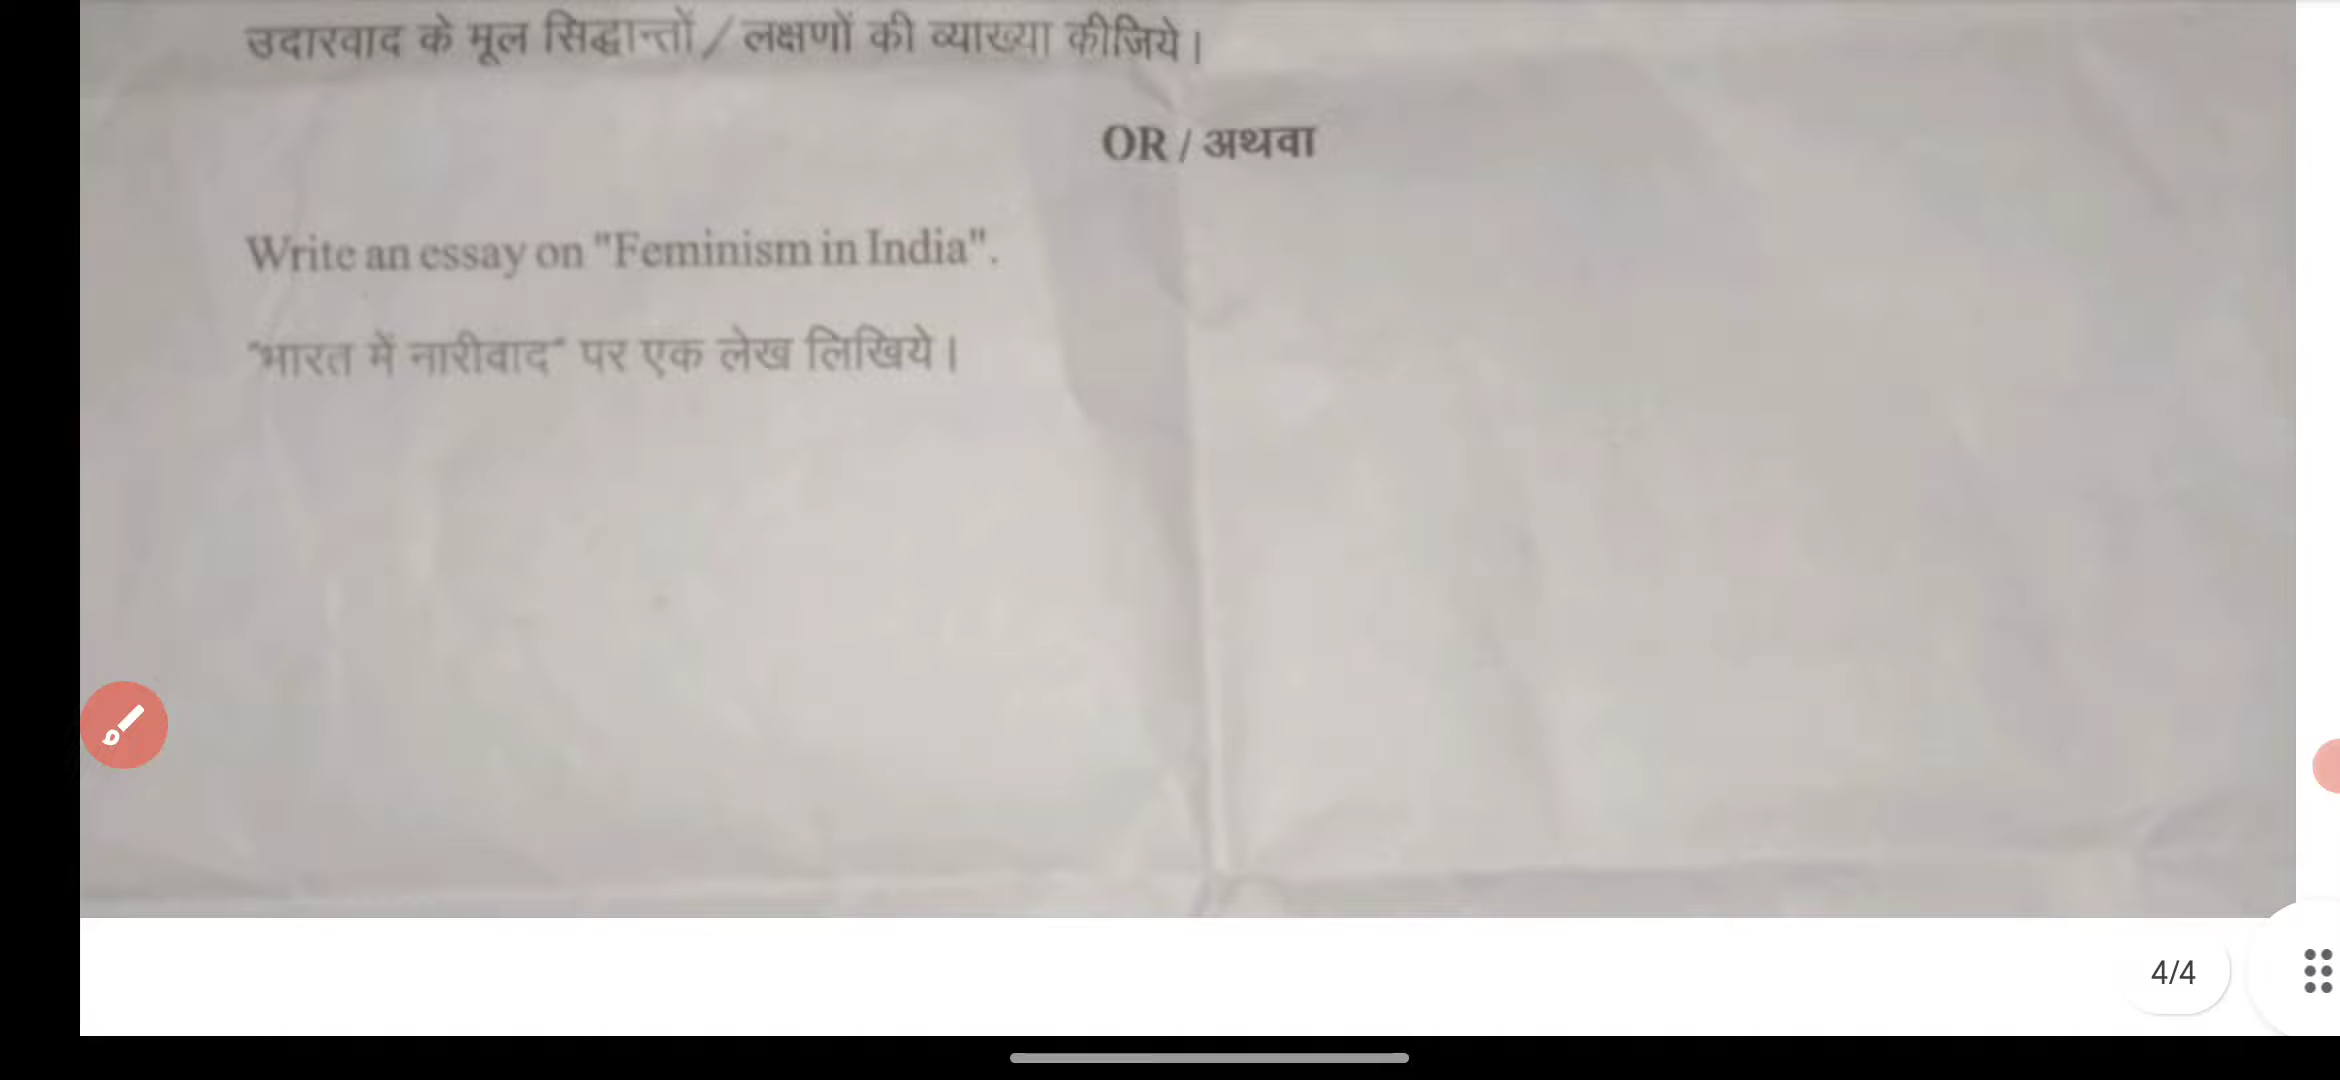 उदारवाद के मूल सिद्धान्तों / लक्षणों की व्याख्या कीजिये।
OR / अथवा
Write an essay on "Feminism in India".
"भारत में नारीवाद" पर एक लेख लिखिये।
4/4